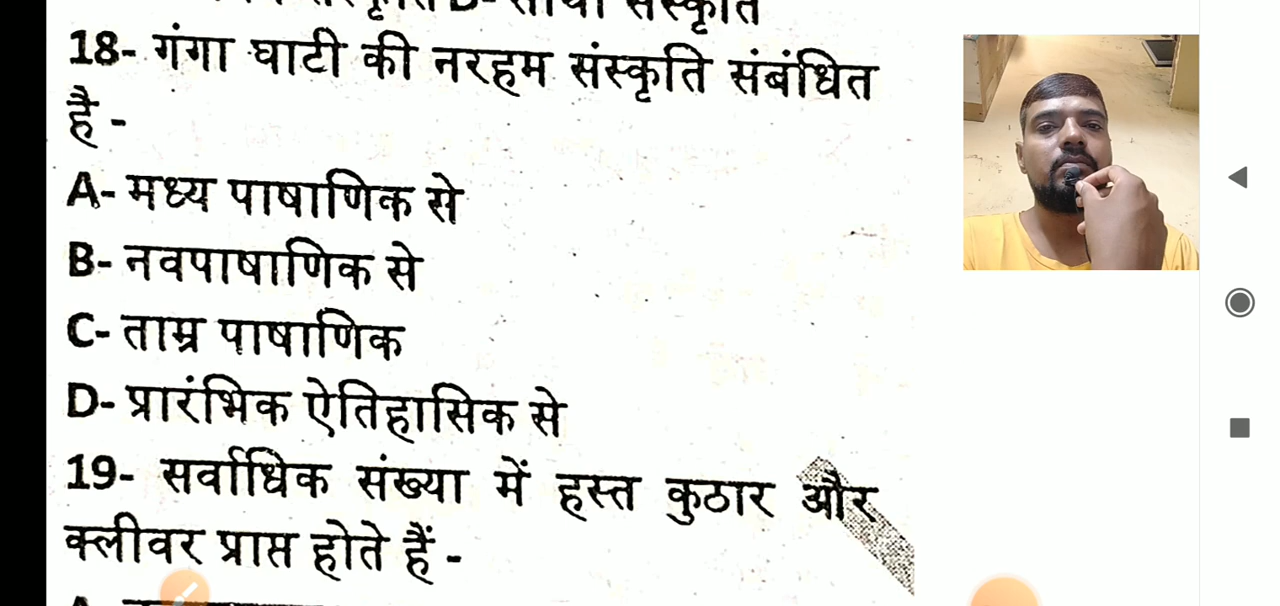 संस्कृति D-
संस्कृति
18- गंगा घाटी की नरहम संस्कृति संबंधित
है -
A- मध्य पाषाणिक से
B- नवपाषाणिक से
C- ताम्र पाषाणिक
D- प्रारंभिक ऐतिहासिक से
19- सर्वाधिक संख्या में हस्त कुठार और
क्लीवर प्राप्त होते हैं -